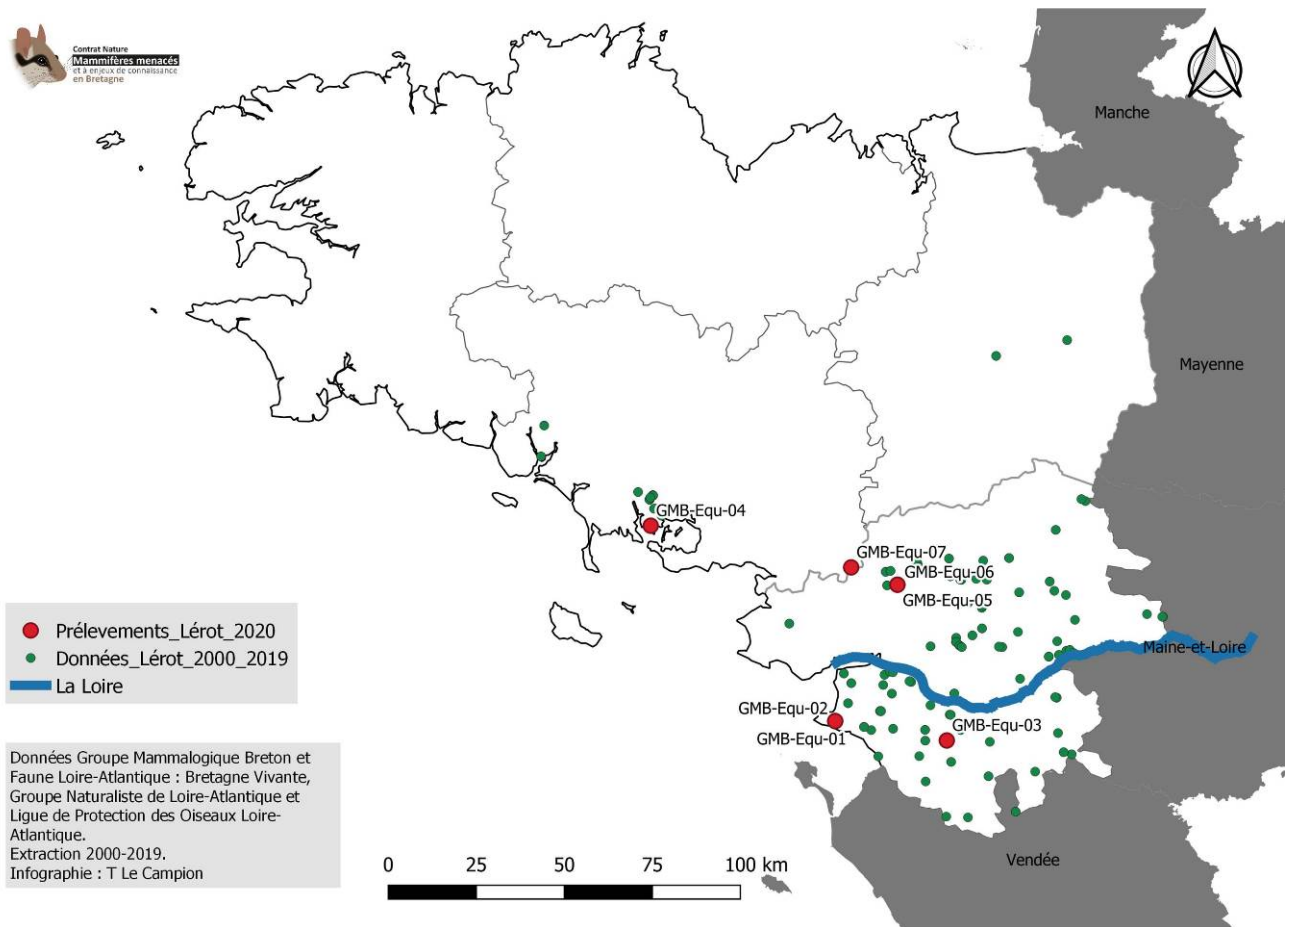 Contrat Nature
Mammifères menacés
et à enjeux de connaissance
en Bretagne
Manche
Mayenne
GMB-Equ-04
GMB-Equ-07
GMB-Equ-06
GMB-Equ-05
Prélevements_Lérot_2020
Données_Lérot_2000_2019
La Loire
Maine-et-Loire
GMB-Equ-02
GMB-Equ-01
GMB-Equ-03
Données Groupe Mammalogique Breton et
Faune Loire-Atlantique : Bretagne Vivante,
Groupe Naturaliste de Loire-Atlantique et
Ligue de Protection des Oiseaux Loire-
Atlantique.
Extraction 2000-2019.
Infographie : T Le Campion
0 25 50 75 100 km
Vendée